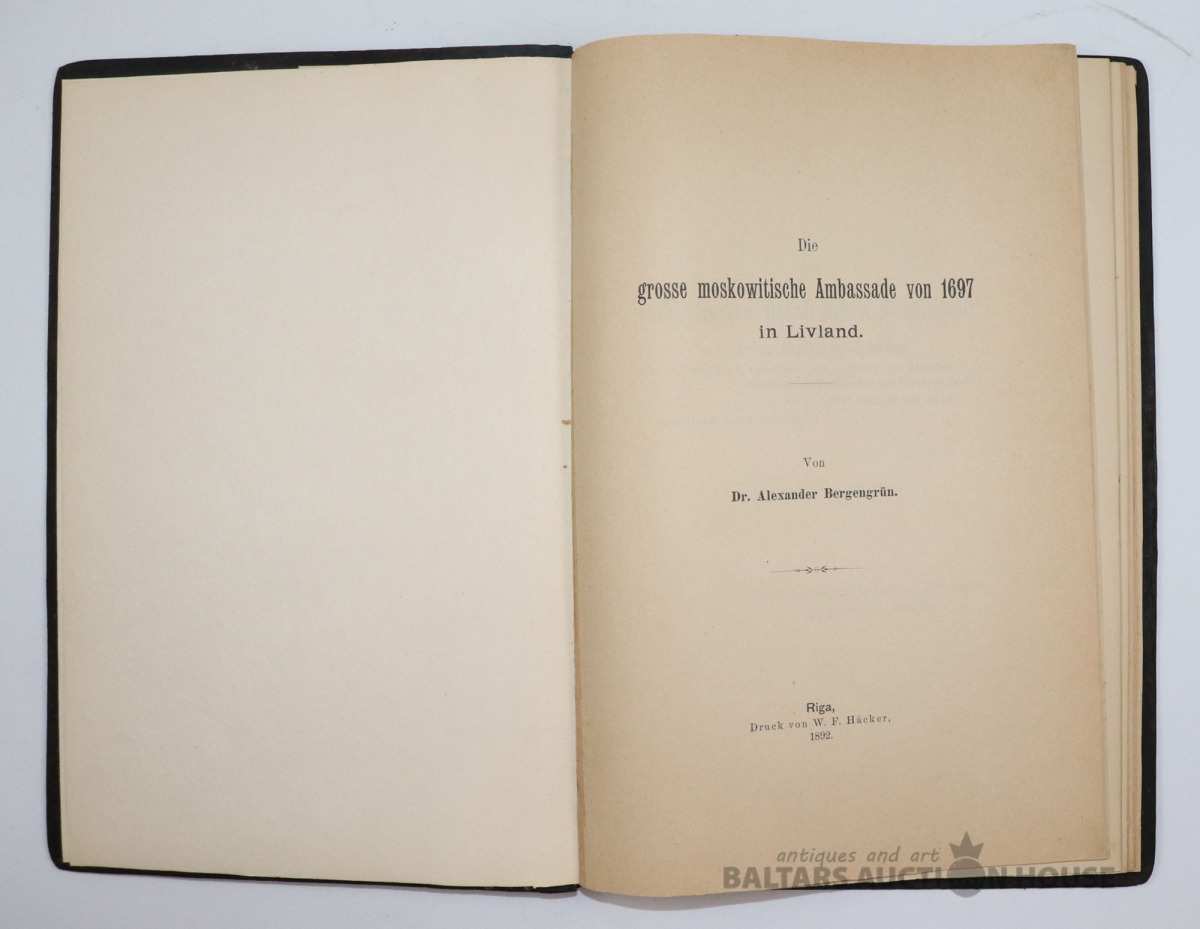 Die
grosse moskowitische Ambassade von 1697
in Livland.
Von
Dr. Alexander Bergengrün.
Riga,
Druck von W. F. Häcker,
1892.
antiques and art
BALTARS AUCTION HOUSE